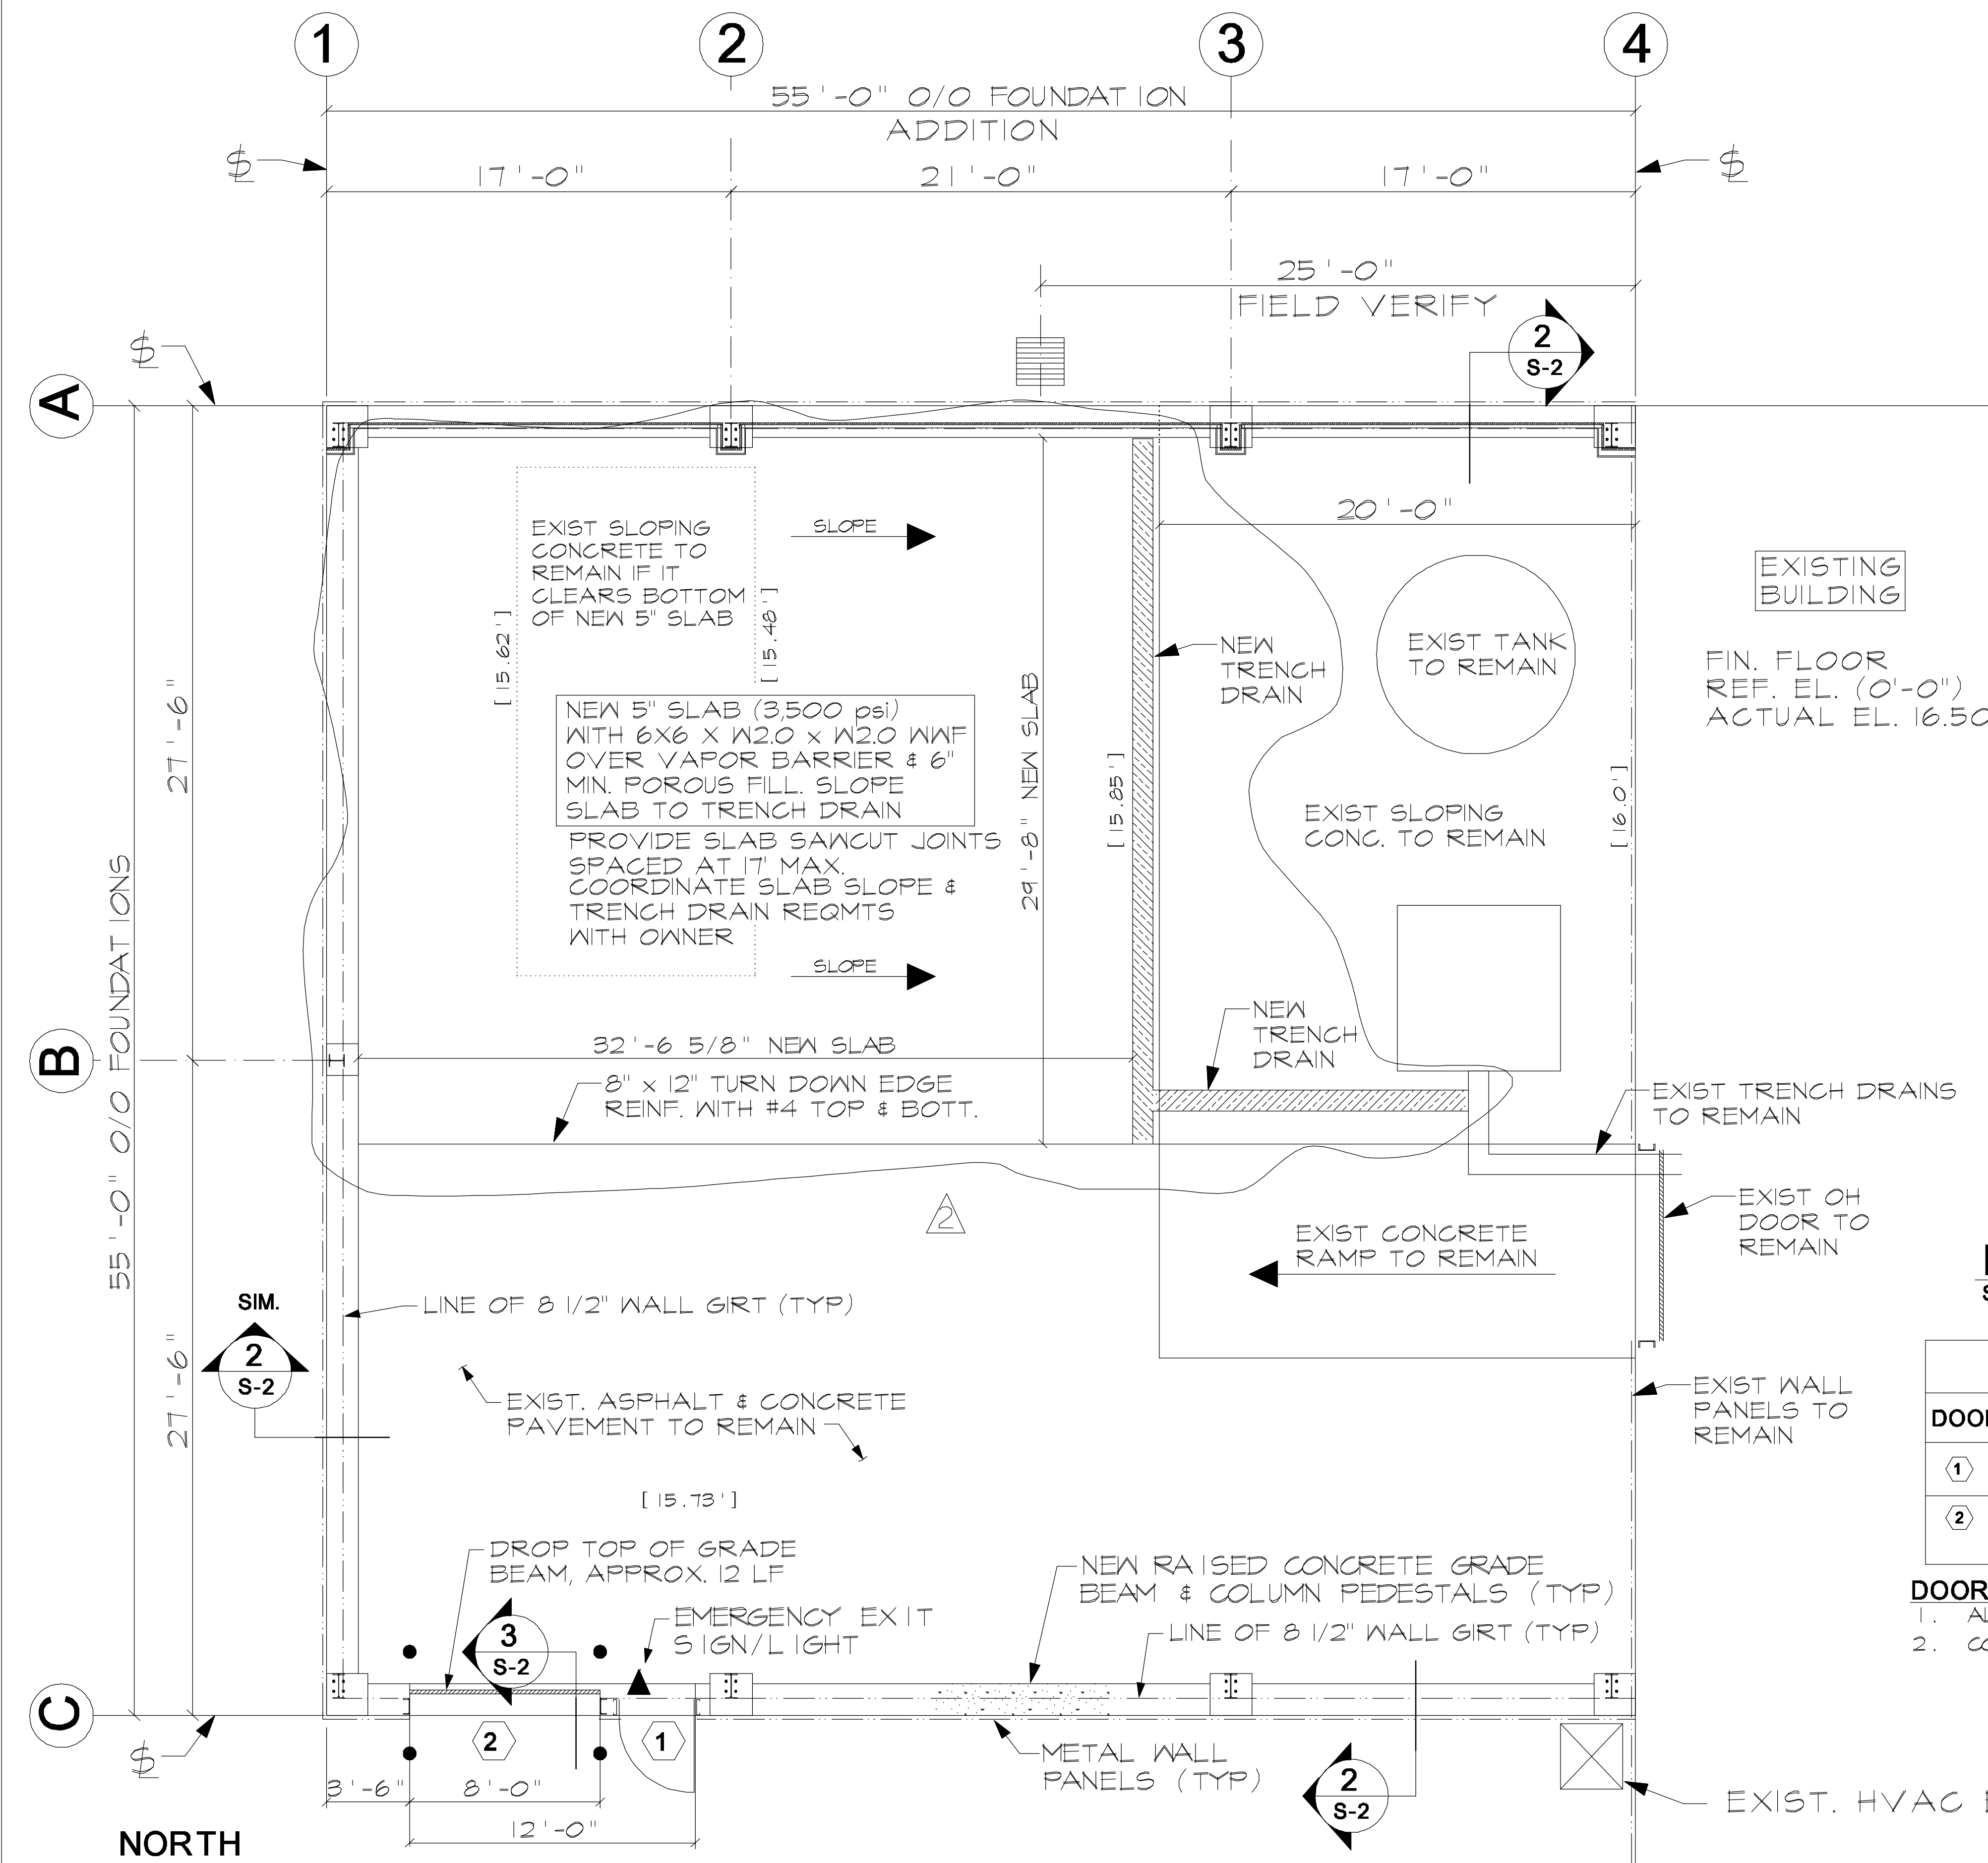 1
2
3
4
55'-0" O/O FOUNDATION
ADDITION
17'-0"
21'-0"
17'-0"
25'-0"
FIELD VERIFY
2
S-2
A
B
C
27'-6"
27'-6"
55'-0" O/O FOUNDATIONS
EXIST SLOPING
CONCRETE TO
REMAIN IF IT
CLEARS BOTTOM
OF NEW 5" SLAB
SLOPE
[15.62']
[15.48']
NEW 5" SLAB (3,500 psi)
WITH 6X6 X W2.0 x W2.0 WWF
OVER VAPOR BARRIER & 6"
MIN. POROUS FILL. SLOPE
SLAB TO TRENCH DRAIN
PROVIDE SLAB SAWCUT JOINTS
SPACED AT 17' MAX.
COORDINATE SLAB SLOPE &
TRENCH DRAIN REQMTS
WITH OWNER
SLOPE
29'-8" NEW SLAB
[15.85']
32'-6 5/8" NEW SLAB
8" x 12" TURN DOWN EDGE
REINF. WITH #4 TOP & BOTT.
20'-0"
NEW
TRENCH
DRAIN
EXIST TANK
TO REMAIN
EXIST SLOPING
CONC. TO REMAIN
[16.0']
NEW
TRENCH
DRAIN
EXISTING
BUILDING
FIN. FLOOR
REF. EL. (0'-0")
ACTUAL EL. 16.50
EXIST TRENCH DRAINS
TO REMAIN
EXIST OH
DOOR TO
REMAIN
2
EXIST CONCRETE
RAMP TO REMAIN
SIM.
2
S-2
LINE OF 8 1/2" WALL GIRT (TYP)
EXIST. ASPHALT & CONCRETE
PAVEMENT TO REMAIN
EXIST WALL
PANELS TO
REMAIN
[15.73']
DROP TOP OF GRADE
BEAM, APPROX. 12 LF
NEW RAISED CONCRETE GRADE
BEAM & COLUMN PEDESTALS (TYP)
EMERGENCY EXIT
SIGN/LIGHT
LINE OF 8 1/2" WALL GIRT (TYP)
3
S-2
2
1
METAL WALL
PANELS (TYP)
2
S-2
3'-6"
8'-0"
12'-0"
EXIST. HVAC
NORTH
1
2
DOOR
1.
2.